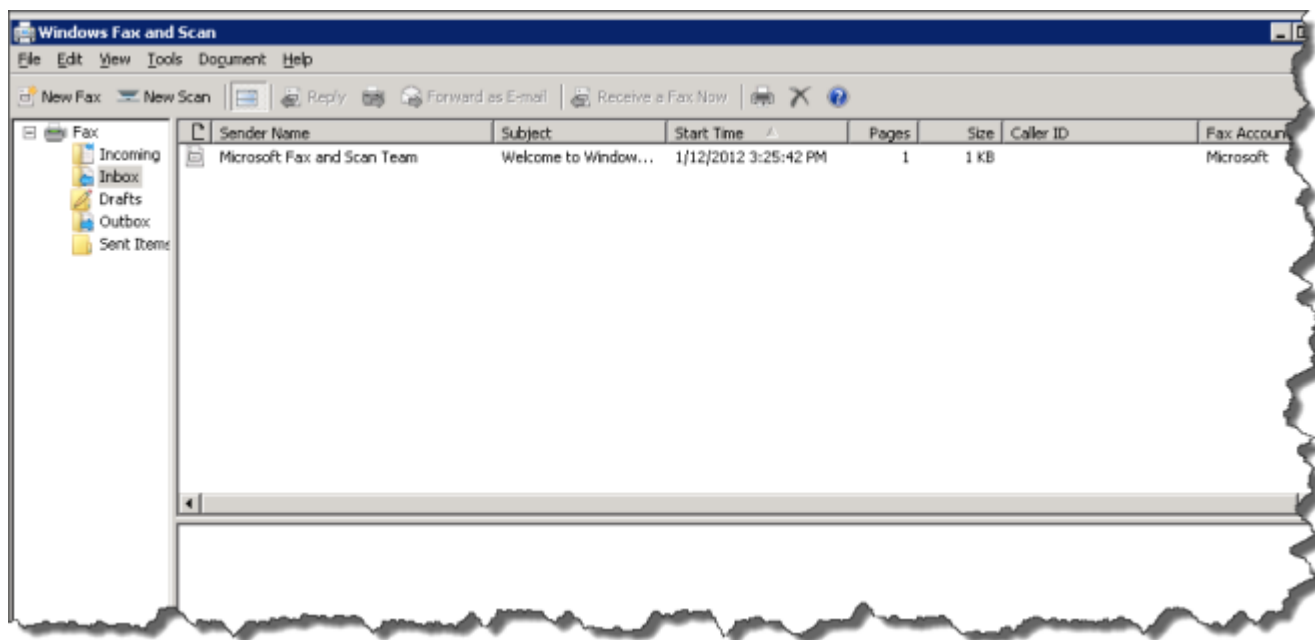 Windows Fax and Scan
File Edit View Tools Document Help
New Fax New Scan Reply Forward as E-mail Receive a Fax Now
Fax Sender Name Subject Start Time Pages Size Caller ID Fax Accoun
Incoming Microsoft Fax and Scan Team Welcome to Window... 1/12/2012 3:25:42 PM 1 1 KB Microsoft
Inbox
Drafts
Outbox
Sent Items